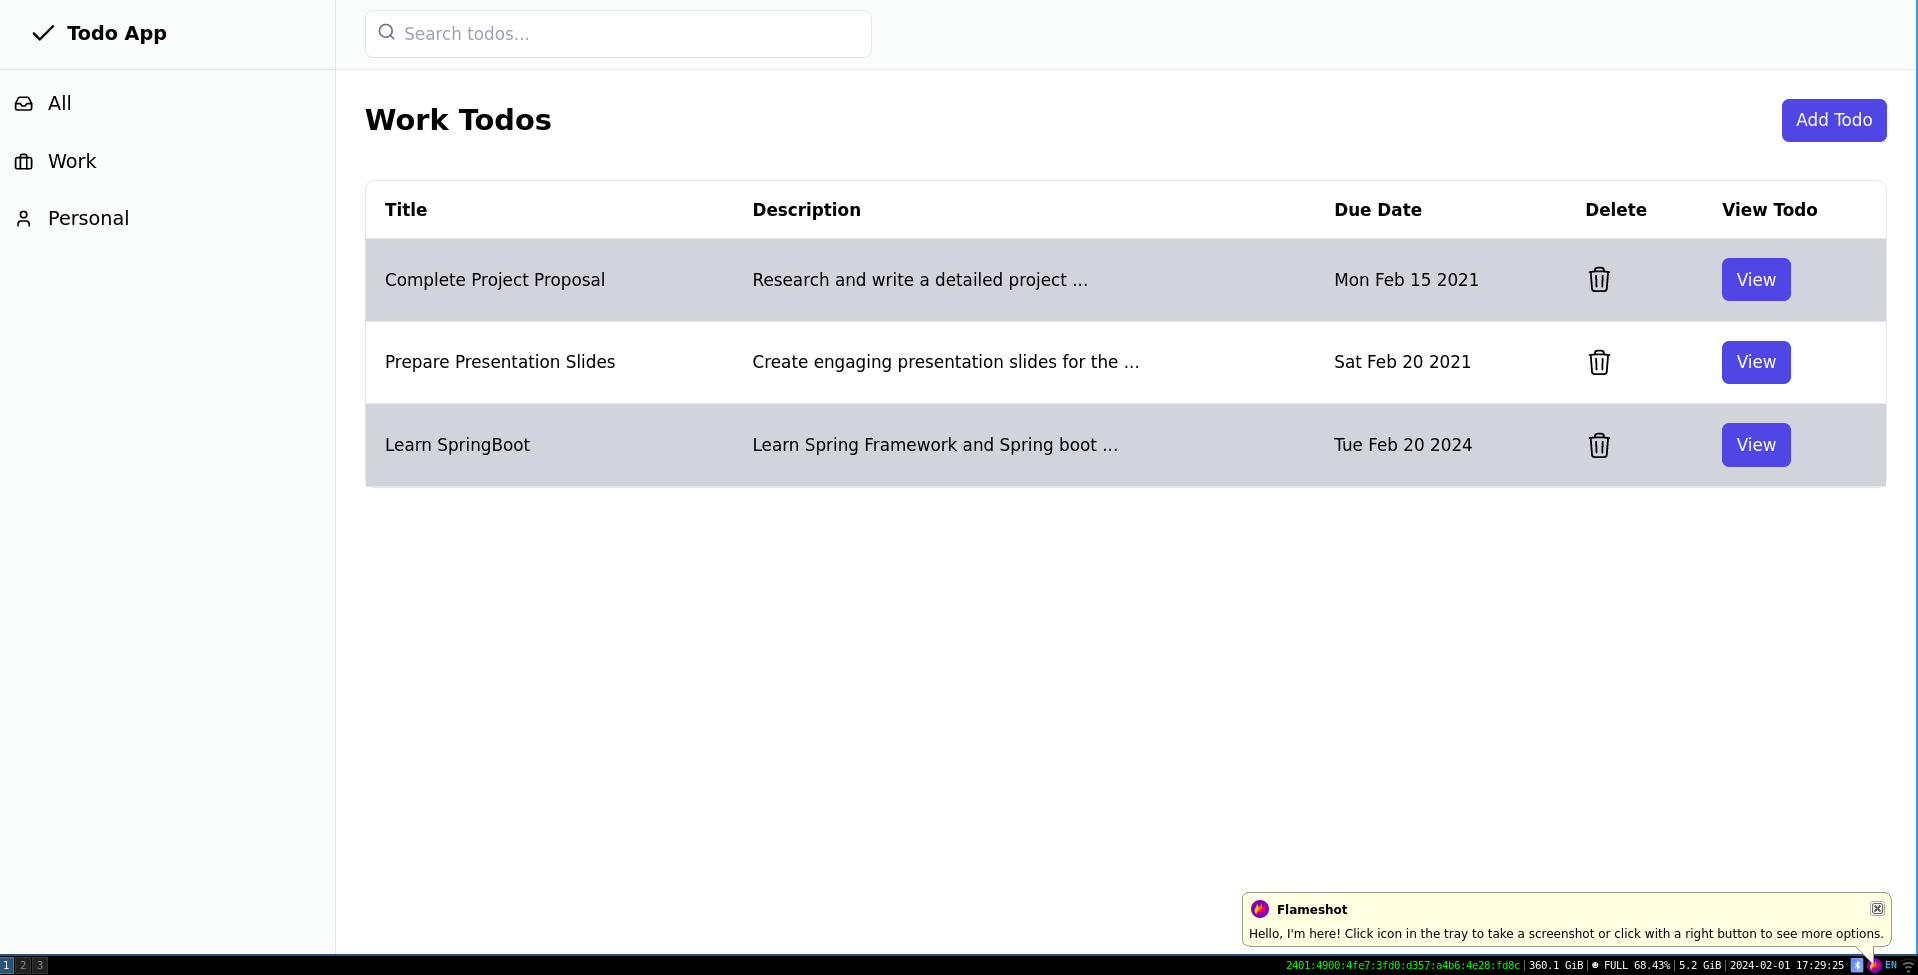 Todo App
Search todos...
All
Work
Personal
Work Todos
Add Todo
Title Description Due Date Delete View Todo
Complete Project Proposal Research and write a detailed project ... Mon Feb 15 2021 View
Prepare Presentation Slides Create engaging presentation slides for the ... Sat Feb 20 2021 View
Learn SpringBoot Learn Spring Framework and Spring boot ... Tue Feb 20 2024 View
Flameshot
Hello, I'm here! Click icon in the tray to take a screenshot or click with a right button to see more options.
1 2 3 2401:4900:4fe7:3fd0:d357:a4b6:4e28:fd8c| 360.1 GiB| FULL 68.43%| 5.2 GiB| 2024-02-01 17:29:25 EN